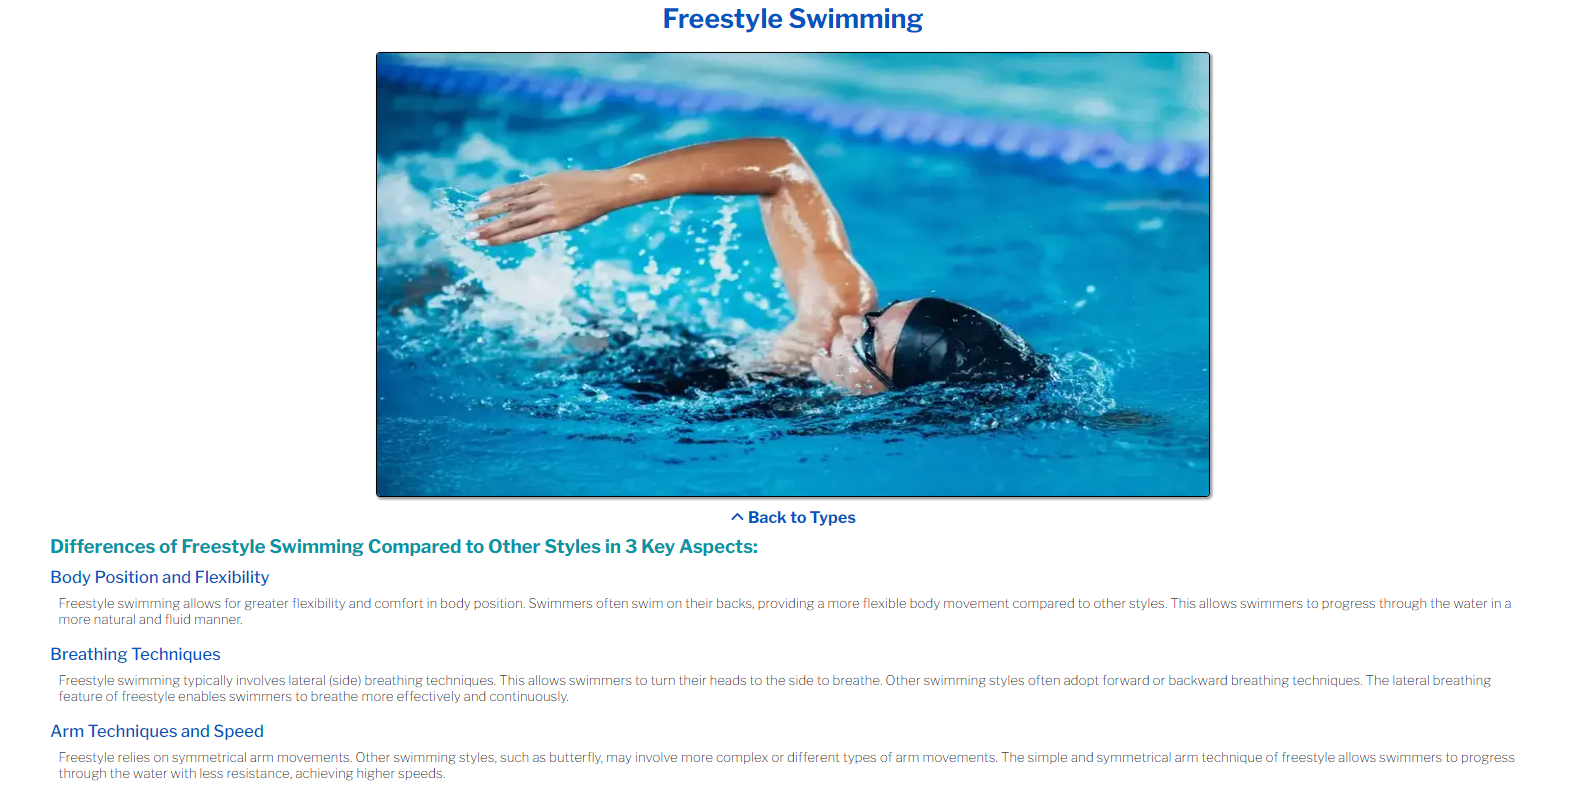 Freestyle Swimming
Back to Types
Differences of Freestyle Swimming Compared to Other Styles in 3 Key Aspects:
Body Position and Flexibility
Freestyle swimming allows for greater flexibility and comfort in body position. Swimmers often swim on their backs, providing a more flexible body movement compared to other styles. This allows swimmers to progress through the water in a
more natural and fluid manner.
Breathing Techniques
Freestyle swimming typically involves lateral (side) breathing techniques. This allows swimmers to turn their heads to the side to breathe. Other swimming styles often adopt forward or backward breathing techniques. The lateral breathing
feature of freestyle enables swimmers to breathe more effectively and continuously.
Arm Techniques and Speed
Freestyle relies on symmetrical arm movements. Other swimming styles, such as butterfly, may involve more complex or different types of arm movements. The simple and symmetrical arm technique of freestyle allows swimmers to progress
through the water with less resistance, achieving higher speeds.